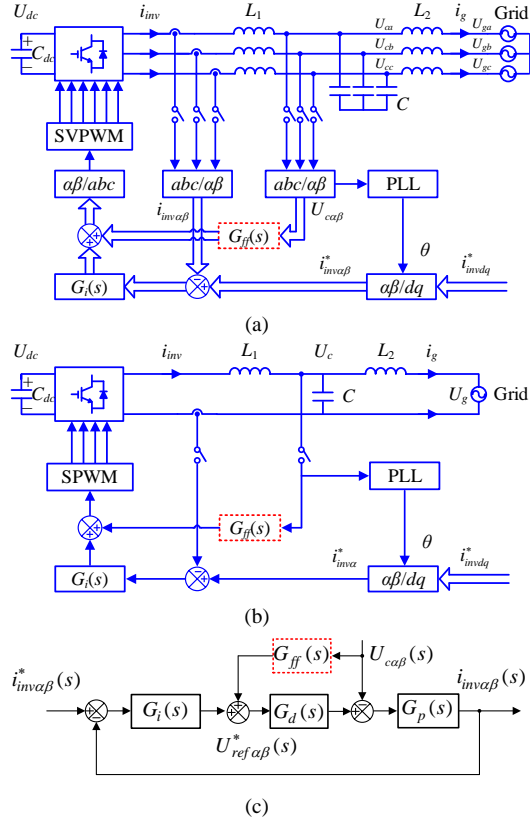 U_dc i_inv L_1 L_2 i_g Grid
U_ca U_ga
+ C_dc U_cb U_gb
− U_cc U_gc
C
SVPWM
αβ/abc abc/αβ abc/αβ PLL
i_invαβ U_cαβ
+ + G_ff(s)
i*_invαβ θ i*_invdq
G_i(s) − + αβ/dq
(a)
U_dc i_inv L_1 U_c L_2 i_g
Grid
+ C_dc C U_g
−
SPWM PLL
+ + G_ff(s)
i*_invα θ i*_invdq
G_i(s) − + αβ/dq
(b)
G_ff(s) U_cαβ(s)
i*_invαβ(s) i_invαβ(s)
+ − G_i(s) + + G_d(s) + − G_p(s)
U*_refαβ(s)
(c)